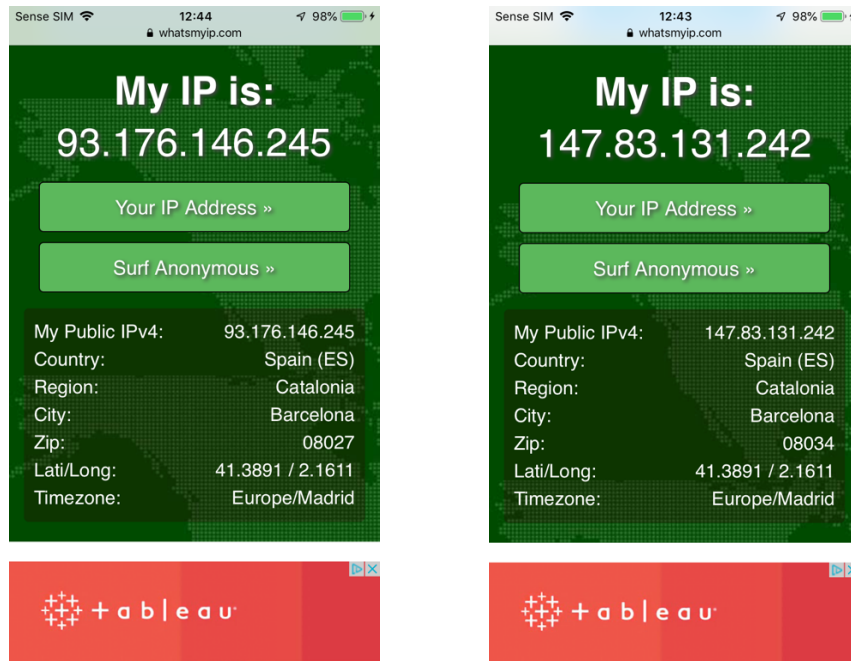 Sense SIM 12:44 98%
whatsmyip.com
My IP is:
93.176.146.245
Your IP Address »
Surf Anonymous »
My Public IPv4: 93.176.146.245
Country: Spain (ES)
Region: Catalonia
City: Barcelona
Zip: 08027
Lati/Long: 41.3891 / 2.1611
Timezone: Europe/Madrid
+ableau
Sense SIM 12:43 98%
whatsmyip.com
My IP is:
147.83.131.242
Your IP Address »
Surf Anonymous »
My Public IPv4: 147.83.131.242
Country: Spain (ES)
Region: Catalonia
City: Barcelona
Zip: 08034
Lati/Long: 41.3891 / 2.1611
Timezone: Europe/Madrid
+ableau